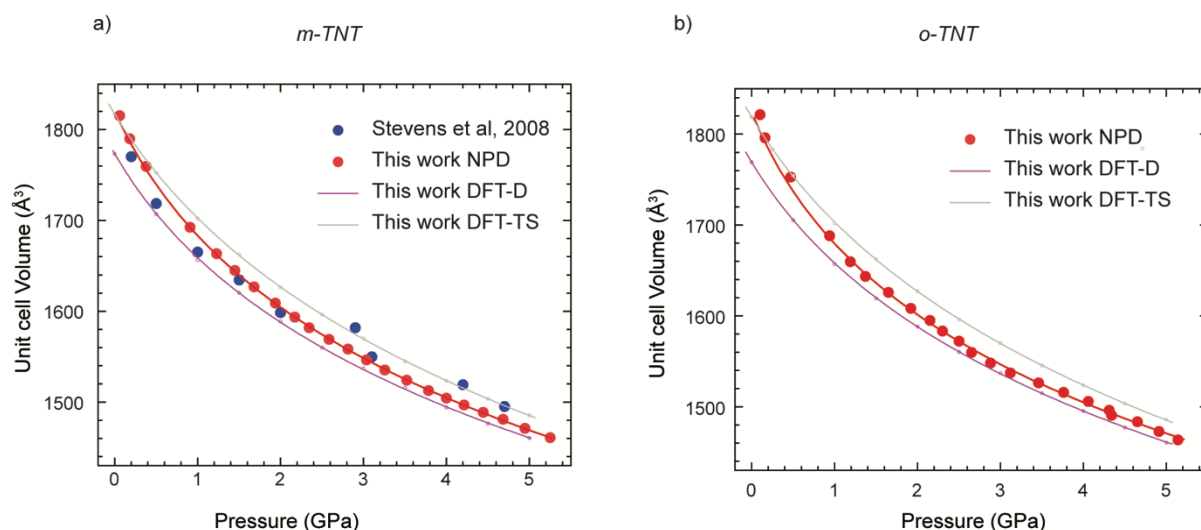 a)
m-TNT
Unit cell Volume (Å³)
1800
1700
1600
1500
Stevens et al, 2008
This work NPD
This work DFT-D
This work DFT-TS
0 1 2 3 4 5
Pressure (GPa)
b)
o-TNT
Unit cell Volume (Å³)
1800
1700
1600
1500
This work NPD
This work DFT-D
This work DFT-TS
0 1 2 3 4 5
Pressure (GPa)